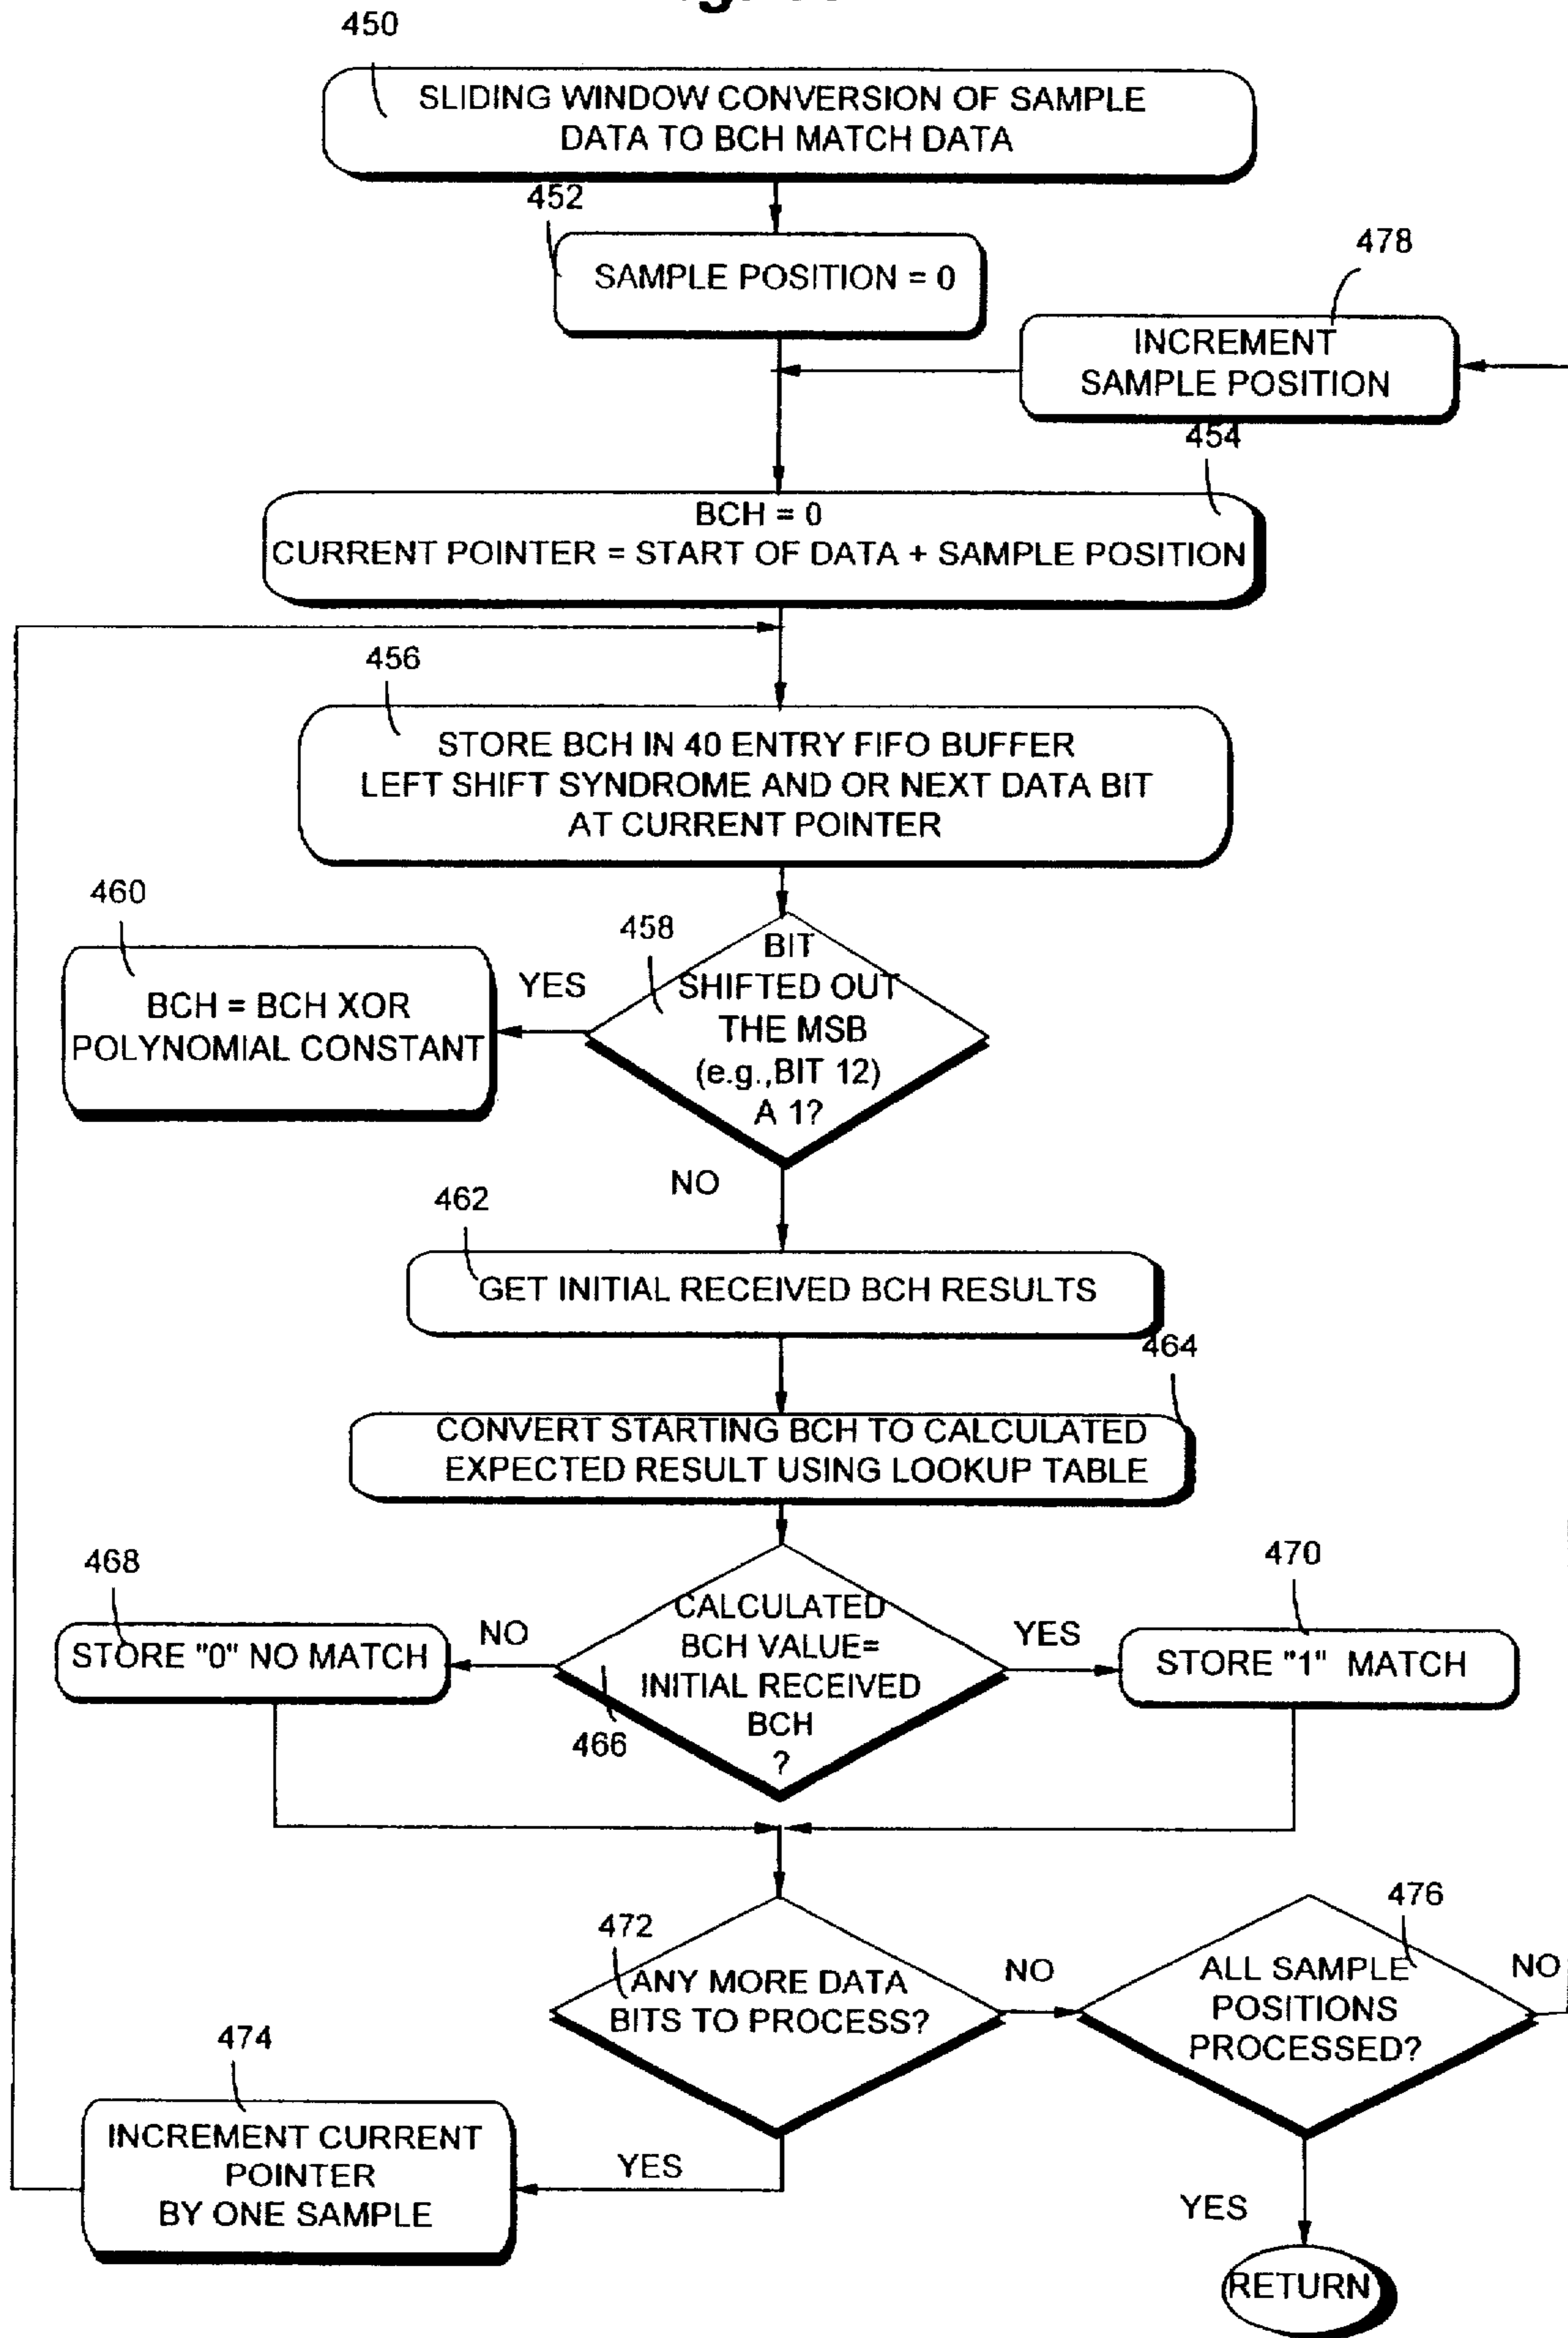 450
SLIDING WINDOW CONVERSION OF SAMPLE
DATA TO BCH MATCH DATA
452
SAMPLE POSITION = 0
478
INCREMENT
SAMPLE POSITION
454
BCH = 0
CURRENT POINTER = START OF DATA + SAMPLE POSITION
456
STORE BCH IN 40 ENTRY FIFO BUFFER
LEFT SHIFT SYNDROME AND OR NEXT DATA BIT
AT CURRENT POINTER
460
BCH = BCH XOR
POLYNOMIAL CONSTANT
YES
458
BIT
SHIFTED OUT
THE MSB
(e.g.,BIT 12)
A 1?
NO
462
GET INITIAL RECEIVED BCH RESULTS
464
CONVERT STARTING BCH TO CALCULATED
EXPECTED RESULT USING LOOKUP TABLE
468
STORE "0" NO MATCH
NO
CALCULATED
BCH VALUE=
INITIAL RECEIVED
BCH
?
466
YES
470
STORE "1" MATCH
472
ANY MORE DATA
BITS TO PROCESS?
NO
476
ALL SAMPLE
POSITIONS
PROCESSED?
NO
474
INCREMENT CURRENT
POINTER
BY ONE SAMPLE
YES
YES
RETURN